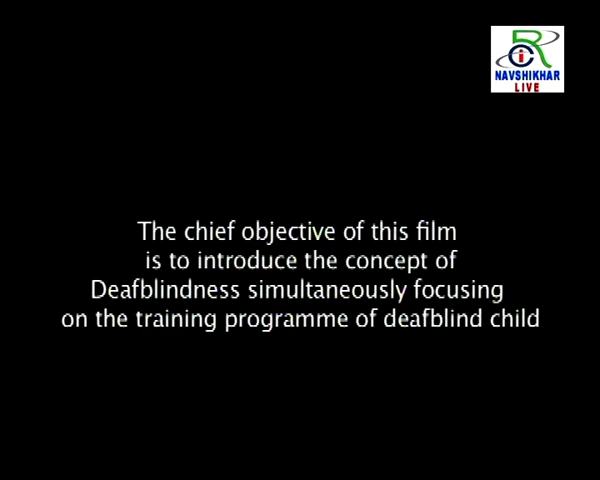 NAVSHIKHAR
LIVE
The chief objective of this film
is to introduce the concept of
Deafblindness simultaneously focusing
on the training programme of deafblind child